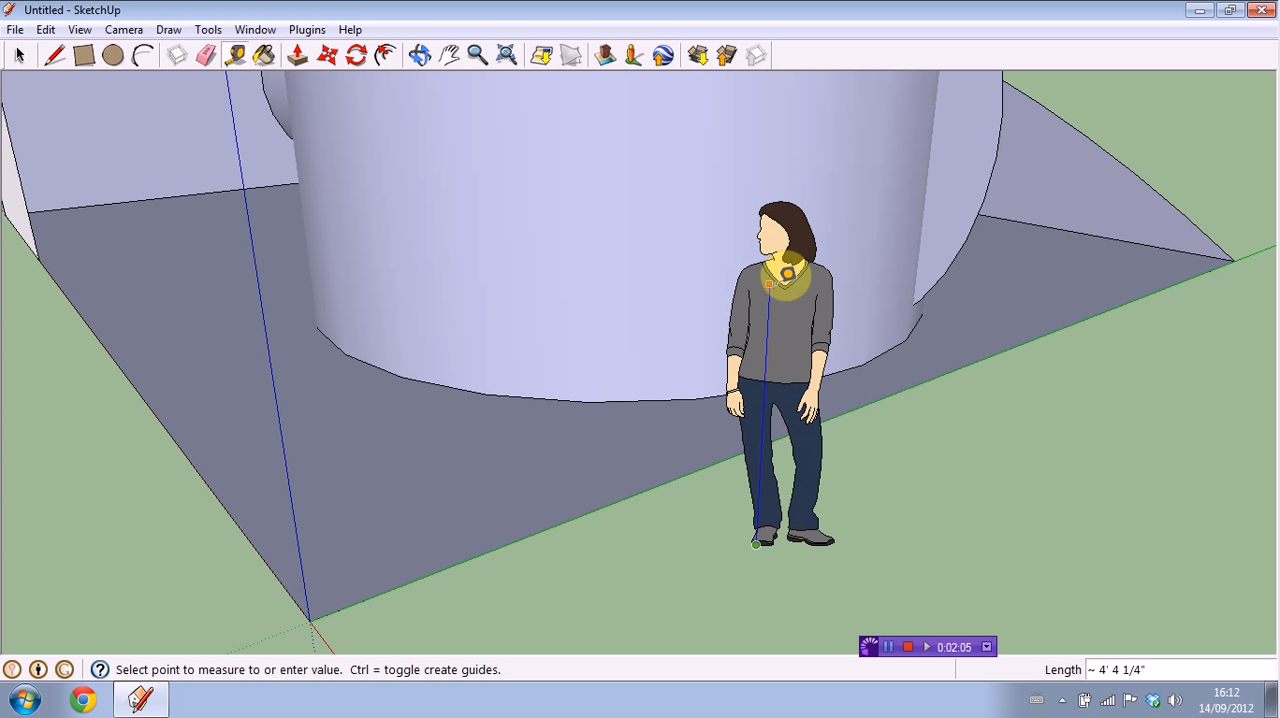 Untitled - SketchUp
File Edit View Camera Draw Tools Window Plugins Help
0:02:05
Select point to measure to or enter value. Ctrl = toggle create guides.
Length ~ 4' 4 1/4"
16:12
14/09/2012